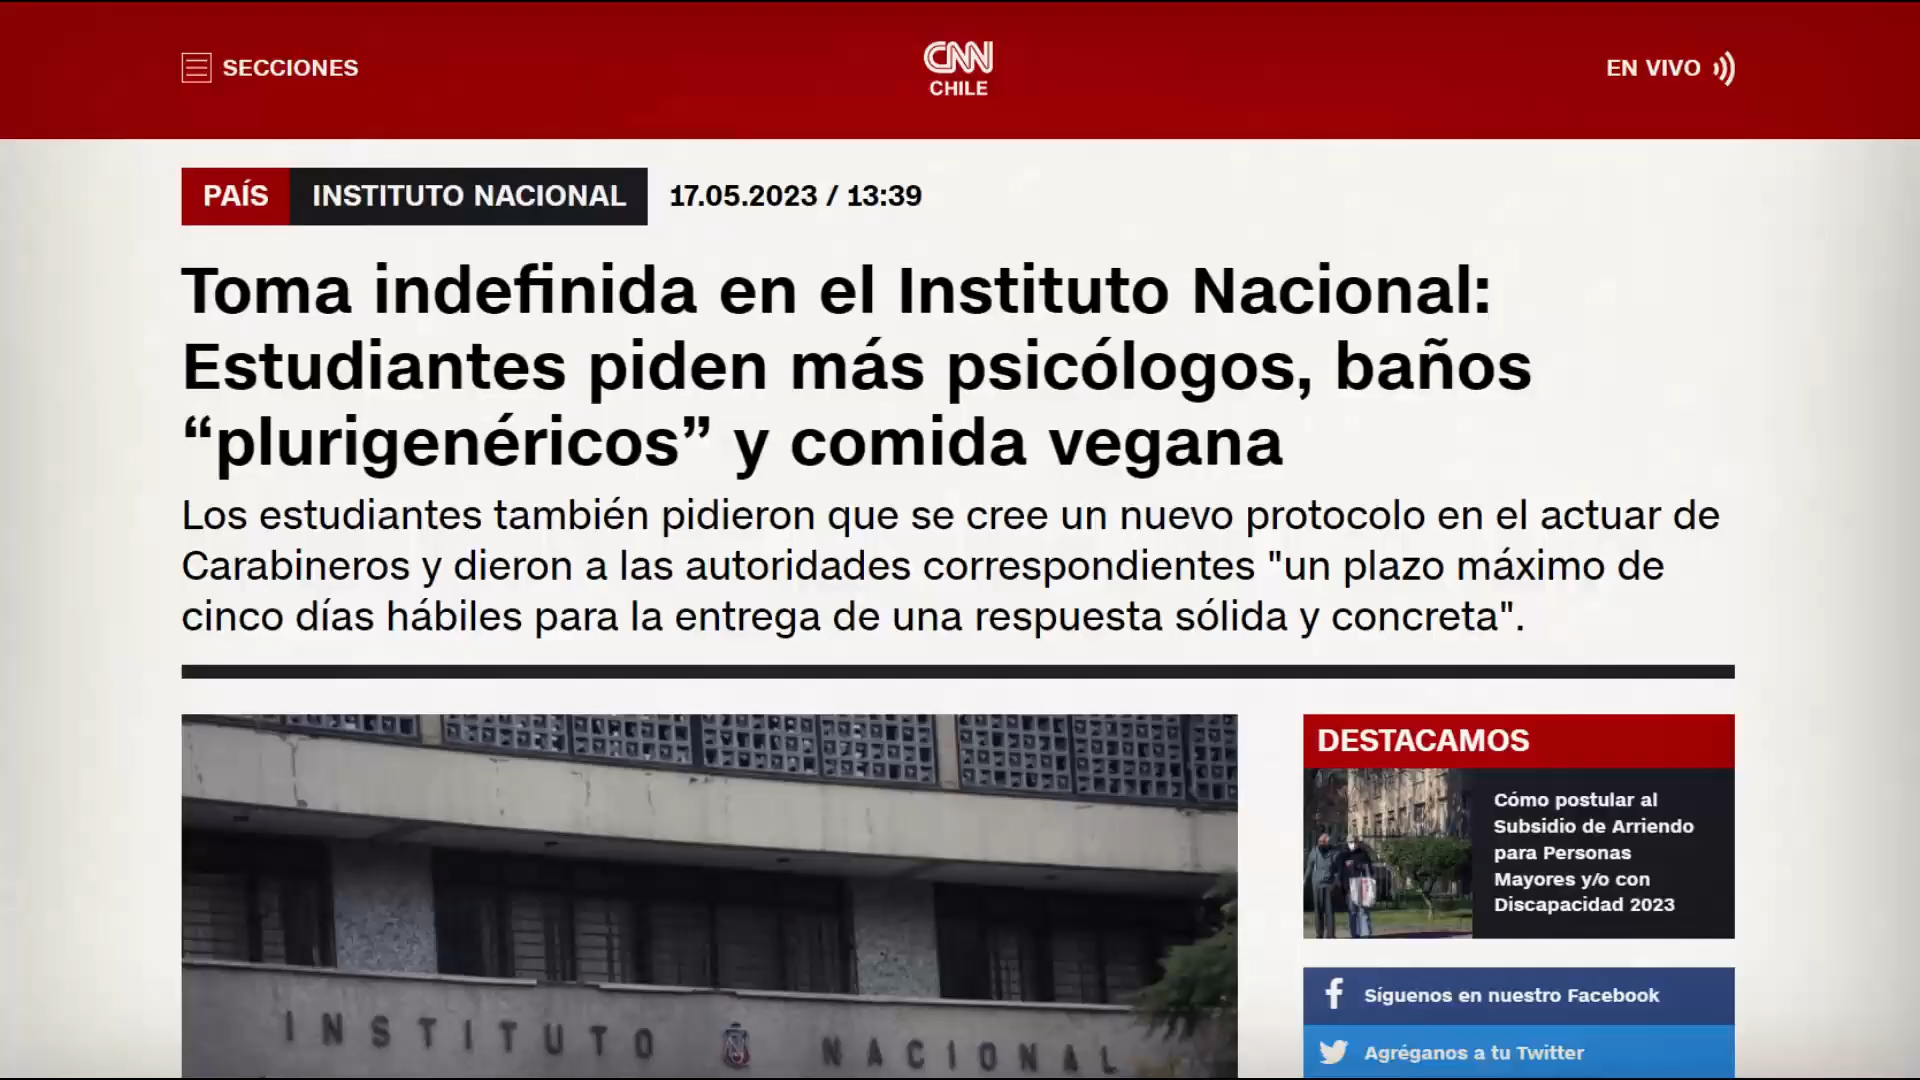 SECCIONES
CNN
CHILE
EN VIVO
PAÍS INSTITUTO NACIONAL 17.05.2023 / 13:39
Toma indefinida en el Instituto Nacional:
Estudiantes piden más psicólogos, baños
“plurigenéricos” y comida vegana
Los estudiantes también pidieron que se cree un nuevo protocolo en el actuar de
Carabineros y dieron a las autoridades correspondientes "un plazo máximo de
cinco días hábiles para la entrega de una respuesta sólida y concreta".
INSTITUTO NACIONAL
DESTACAMOS
Cómo postular al
Subsidio de Arriendo
para Personas
Mayores y/o con
Discapacidad 2023
Síguenos en nuestro Facebook
Agréganos a tu Twitter